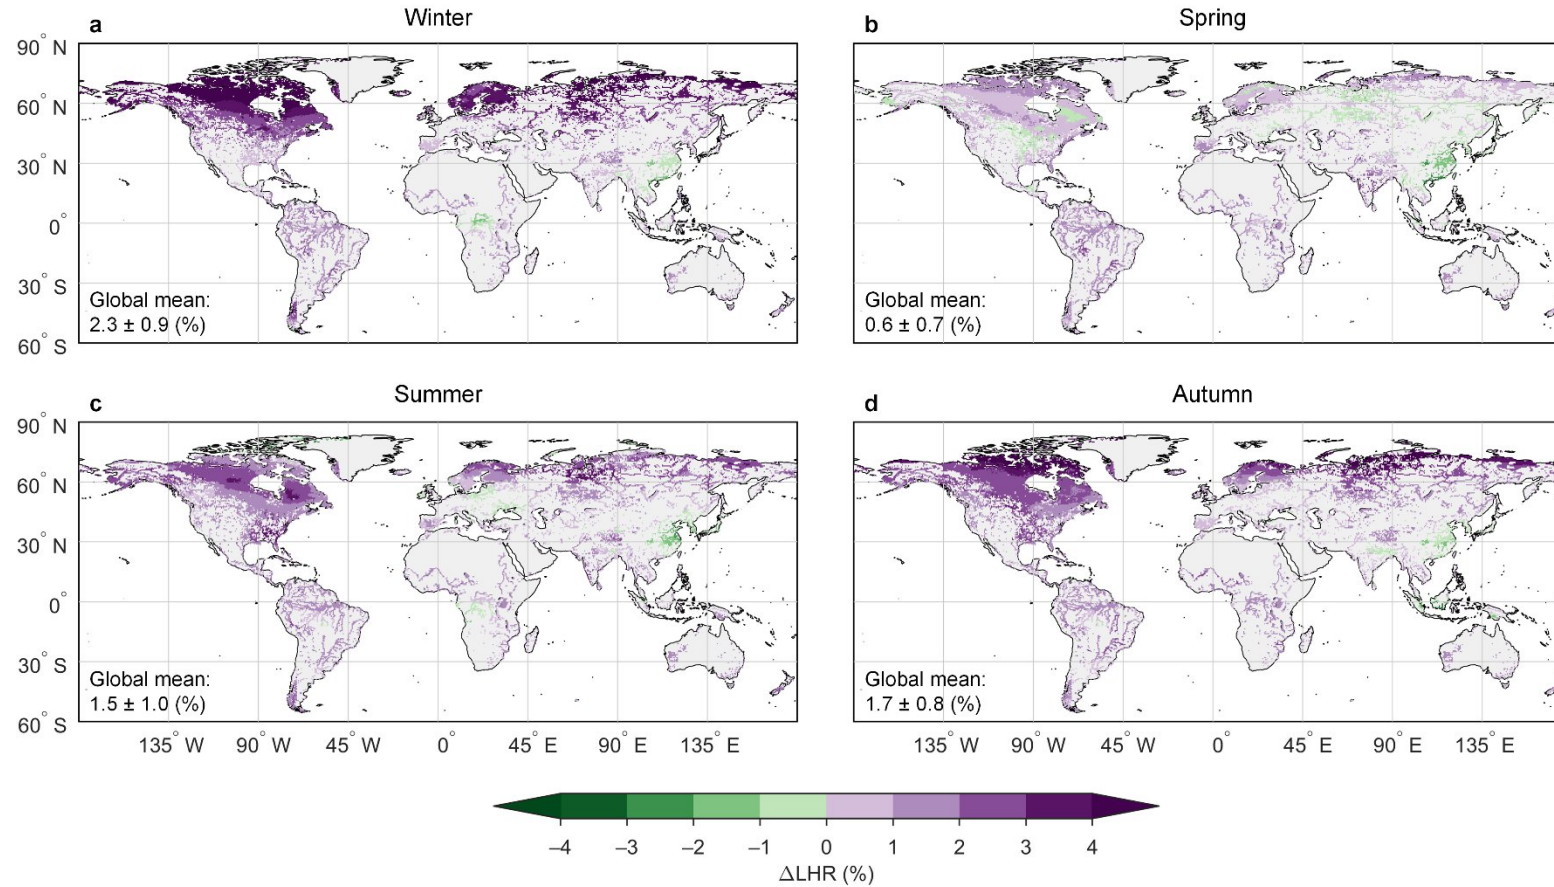 a
Winter
b
Spring
90° N
60° N
30° N
0°
30° S
60° S
Global mean:
2.3 ± 0.9 (%)
Global mean:
0.6 ± 0.7 (%)
c
Summer
d
Autumn
90° N
60° N
30° N
0°
30° S
60° S
Global mean:
1.5 ± 1.0 (%)
Global mean:
1.7 ± 0.8 (%)
135° W 90° W 45° W 0° 45° E 90° E 135° E
135° W 90° W 45° W 0° 45° E 90° E 135° E
–4 –3 –2 –1 0 1 2 3 4
ΔLHR (%)